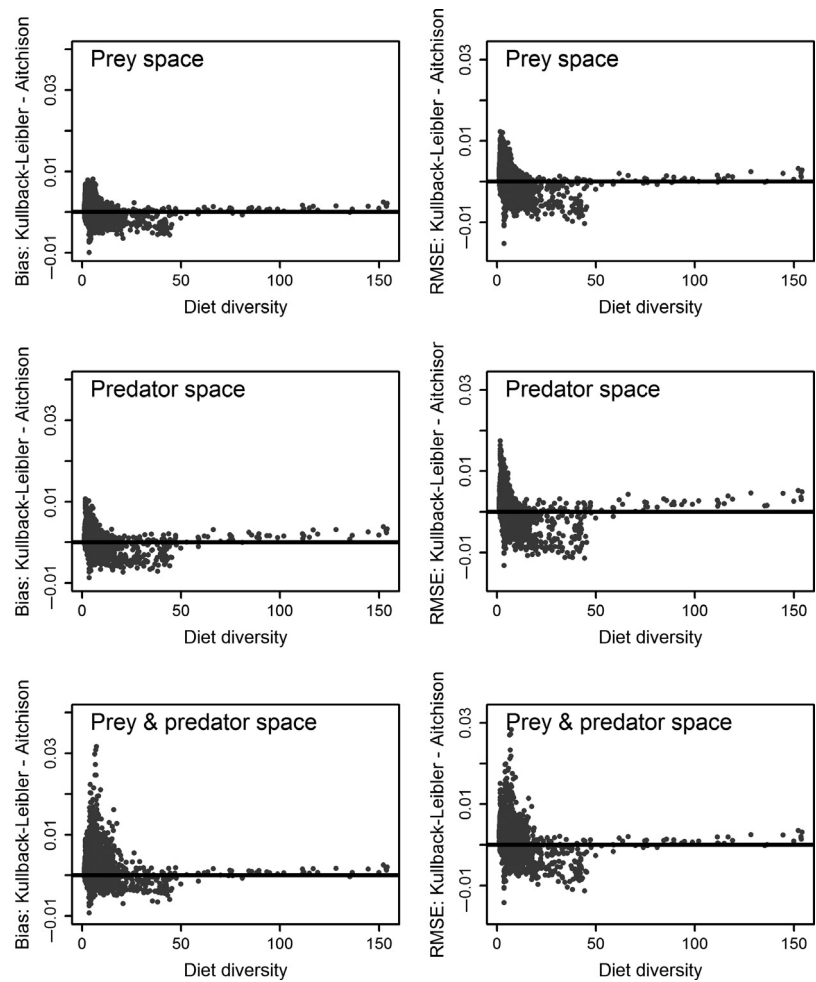 Prey space
Bias: Kullback-Leibler - Aitchison
0.03
0.01
−0.01
0 50 100 150
Diet diversity
Prey space
RMSE: Kullback-Leibler - Aitchison
0.03
0.01
−0.01
0 50 100 150
Diet diversity
Predator space
Bias: Kullback-Leibler - Aitchison
0.03
0.01
−0.01
0 50 100 150
Diet diversity
Predator space
RMSE: Kullback-Leibler - Aitchisor
0.03
0.01
−0.01
0 50 100 150
Diet diversity
Prey & predator space
Bias: Kullback-Leibler - Aitchison
0.03
0.01
−0.01
0 50 100 150
Diet diversity
Prey & predator space
RMSE: Kullback-Leibler - Aitchison
0.03
0.01
−0.01
0 50 100 150
Diet diversity